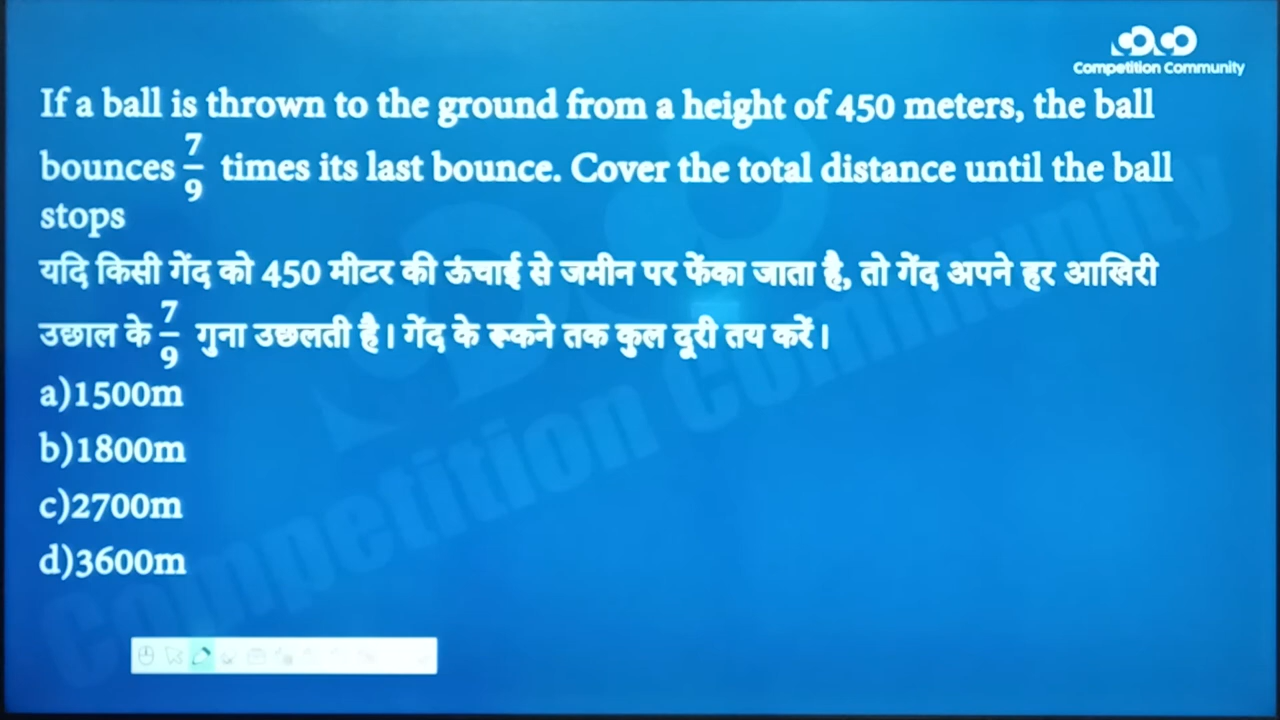 Competition Community
If a ball is thrown to the ground from a height of 450 meters, the ball
bounces 7/9 times its last bounce. Cover the total distance until the ball
stops
यदि किसी गेंद को 450 मीटर की ऊंचाई से जमीन पर फेंका जाता है, तो गेंद अपने हर आखिरी
उछाल के 7/9 गुना उछलती है। गेंद के रूकने तक कुल दूरी तय करें।
a)1500m
b)1800m
c)2700m
d)3600m
Competition Community